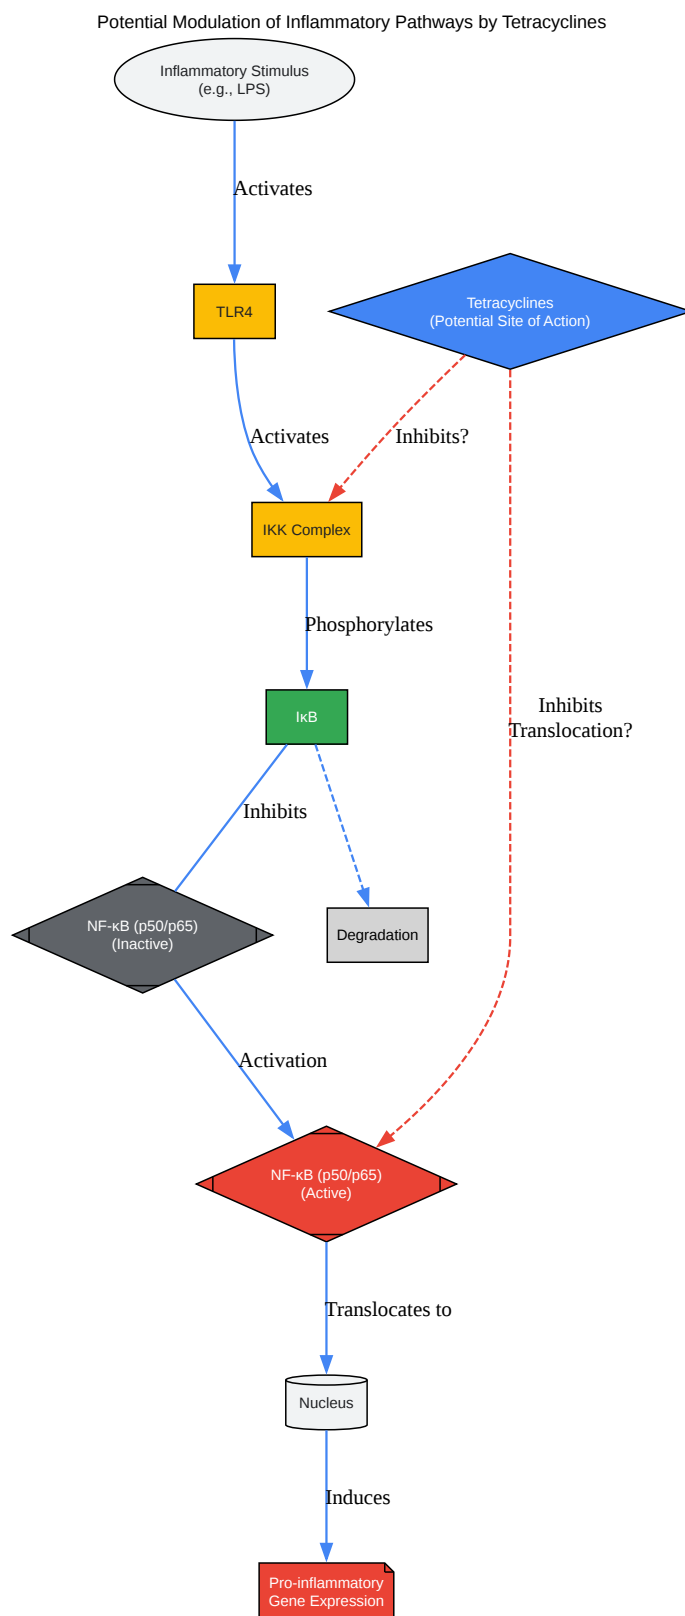 Potential Modulation of Inflammatory Pathways by Tetracyclines
Inflammatory Stimulus
(e.g., LPS)
Activates
TLR4
Tetracyclines
(Potential Site of Action)
Activates
Inhibits?
IKK Complex
Phosphorylates
IκB
Inhibits
Translocation?
Inhibits
NF-κB (p50/p65)
(Inactive)
Degradation
Activation
NF-κB (p50/p65)
(Active)
Translocates to
Nucleus
Induces
Pro-inflammatory
Gene Expression